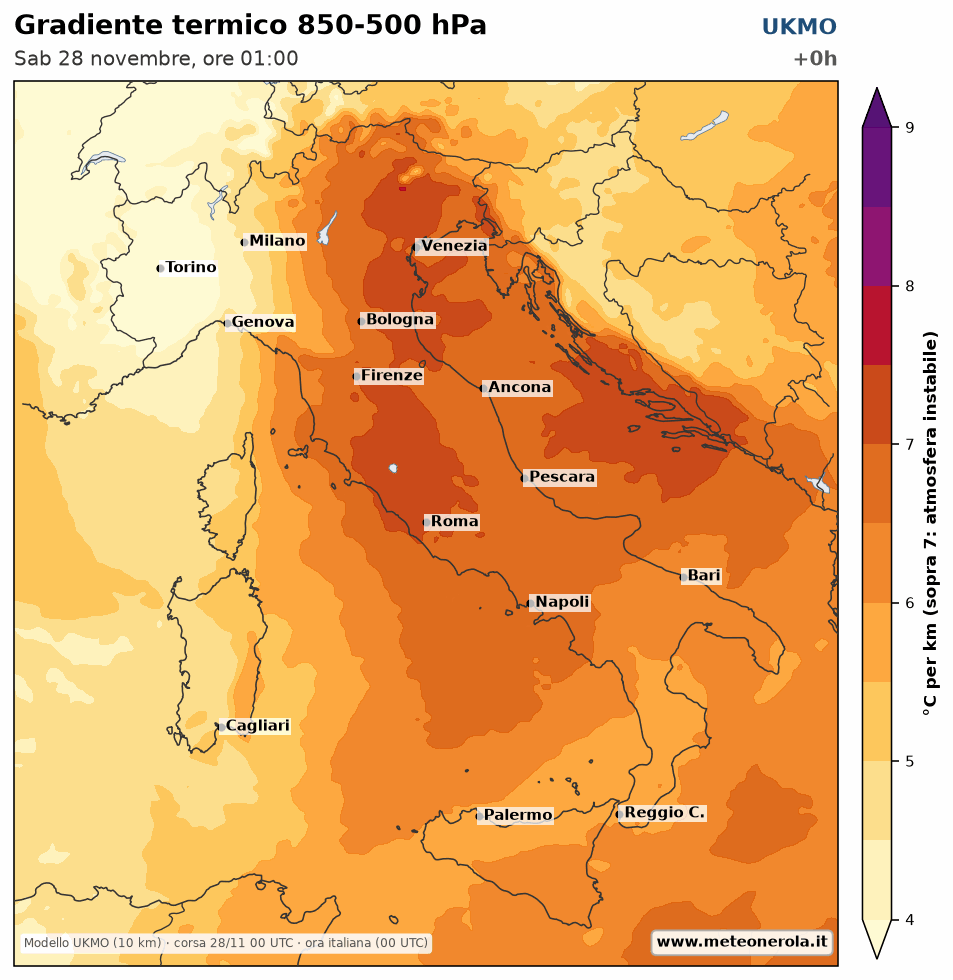 Gradiente termico 850-500 hPa
UKMO
Sab 28 novembre, ore 01:00
+0h
9
8
7
6
5
4
°C per km (sopra 7: atmosfera instabile)
Milano
Venezia
Torino
Genova
Bologna
Firenze
Ancona
Pescara
Roma
Bari
Napoli
Cagliari
Palermo
Reggio C.
Modello UKMO (10 km) · corsa 28/11 00 UTC · ora italiana (00 UTC)
www.meteonerola.it